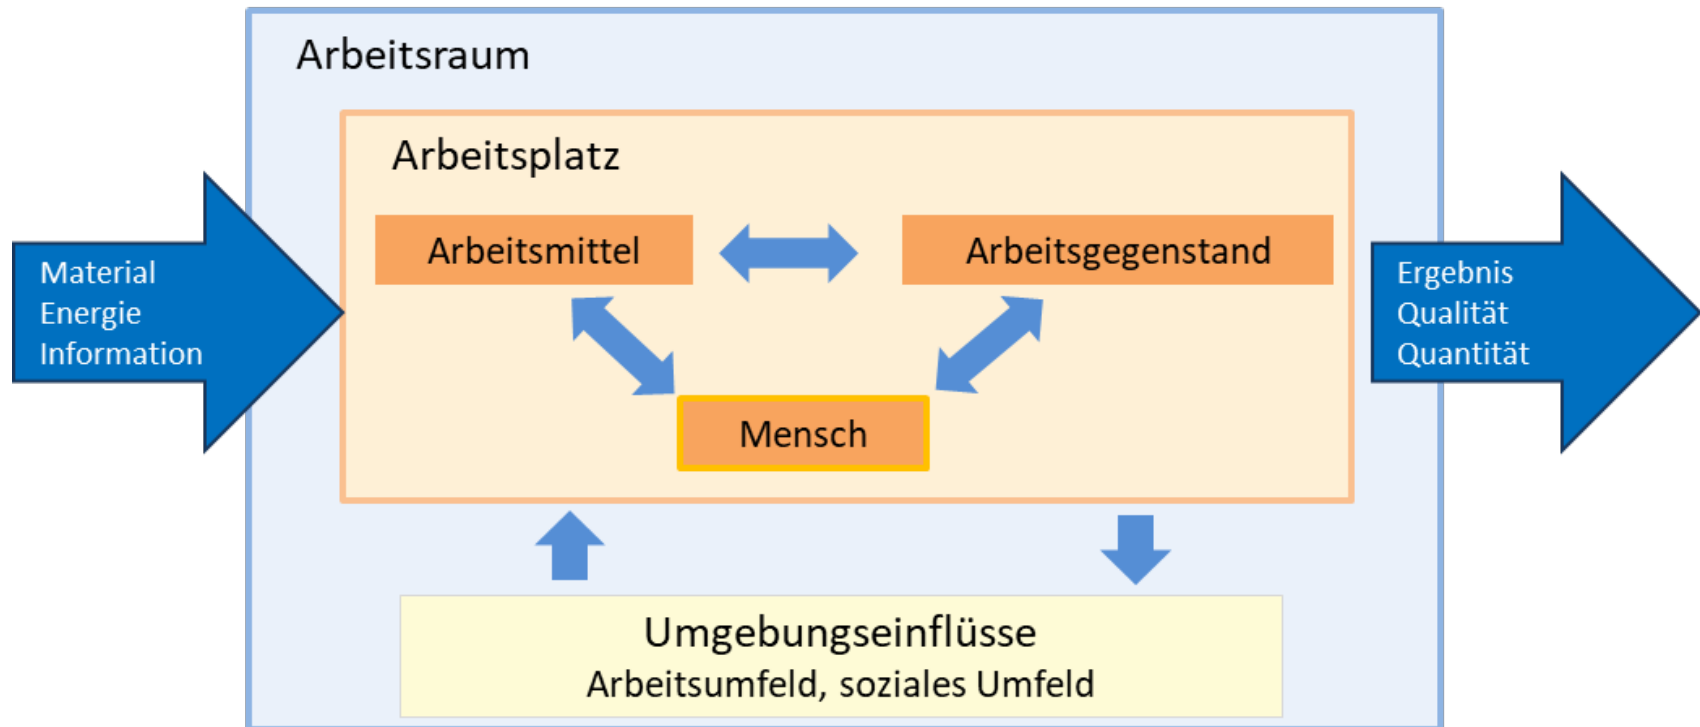 Arbeitsraum
Arbeitsplatz
Arbeitsmittel
Arbeitsgegenstand
Mensch
Material
Energie
Information
Ergebnis
Qualität
Quantität
Umgebungseinflüsse
Arbeitsumfeld, soziales Umfeld